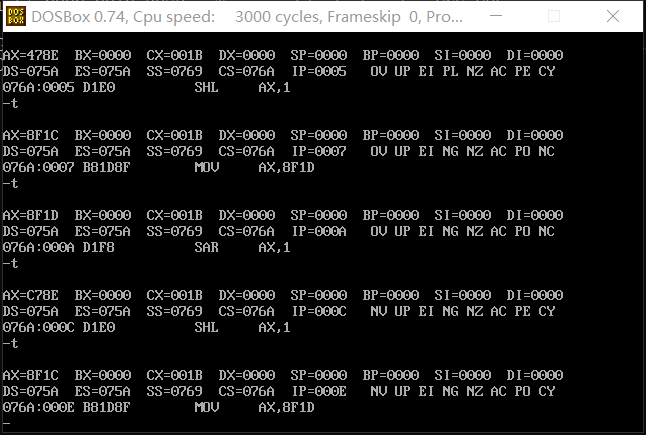 DOS BOX
DOSBox 0.74, Cpu speed: 3000 cycles, Frameskip 0, Pro...
AX=478E BX=0000 CX=001B DX=0000 SP=0000 BP=0000 SI=0000 DI=0000
DS=075A ES=075A SS=0769 CS=076A IP=0005 OV UP EI PL NZ AC PE CY
076A:0005 D1E0 SHL AX,1
-t
AX=8F1C BX=0000 CX=001B DX=0000 SP=0000 BP=0000 SI=0000 DI=0000
DS=075A ES=075A SS=0769 CS=076A IP=0007 OV UP EI NG NZ AC PO NC
076A:0007 B81D8F MOV AX,8F1D
-t
AX=8F1D BX=0000 CX=001B DX=0000 SP=0000 BP=0000 SI=0000 DI=0000
DS=075A ES=075A SS=0769 CS=076A IP=000A OV UP EI NG NZ AC PO NC
076A:000A D1F8 SAR AX,1
-t
AX=C78E BX=0000 CX=001B DX=0000 SP=0000 BP=0000 SI=0000 DI=0000
DS=075A ES=075A SS=0769 CS=076A IP=000C NV UP EI NG NZ AC PE CY
076A:000C D1E0 SHL AX,1
-t
AX=8F1C BX=0000 CX=001B DX=0000 SP=0000 BP=0000 SI=0000 DI=0000
DS=075A ES=075A SS=0769 CS=076A IP=000E NV UP EI NG NZ AC PO CY
076A:000E B81D8F MOV AX,8F1D
-